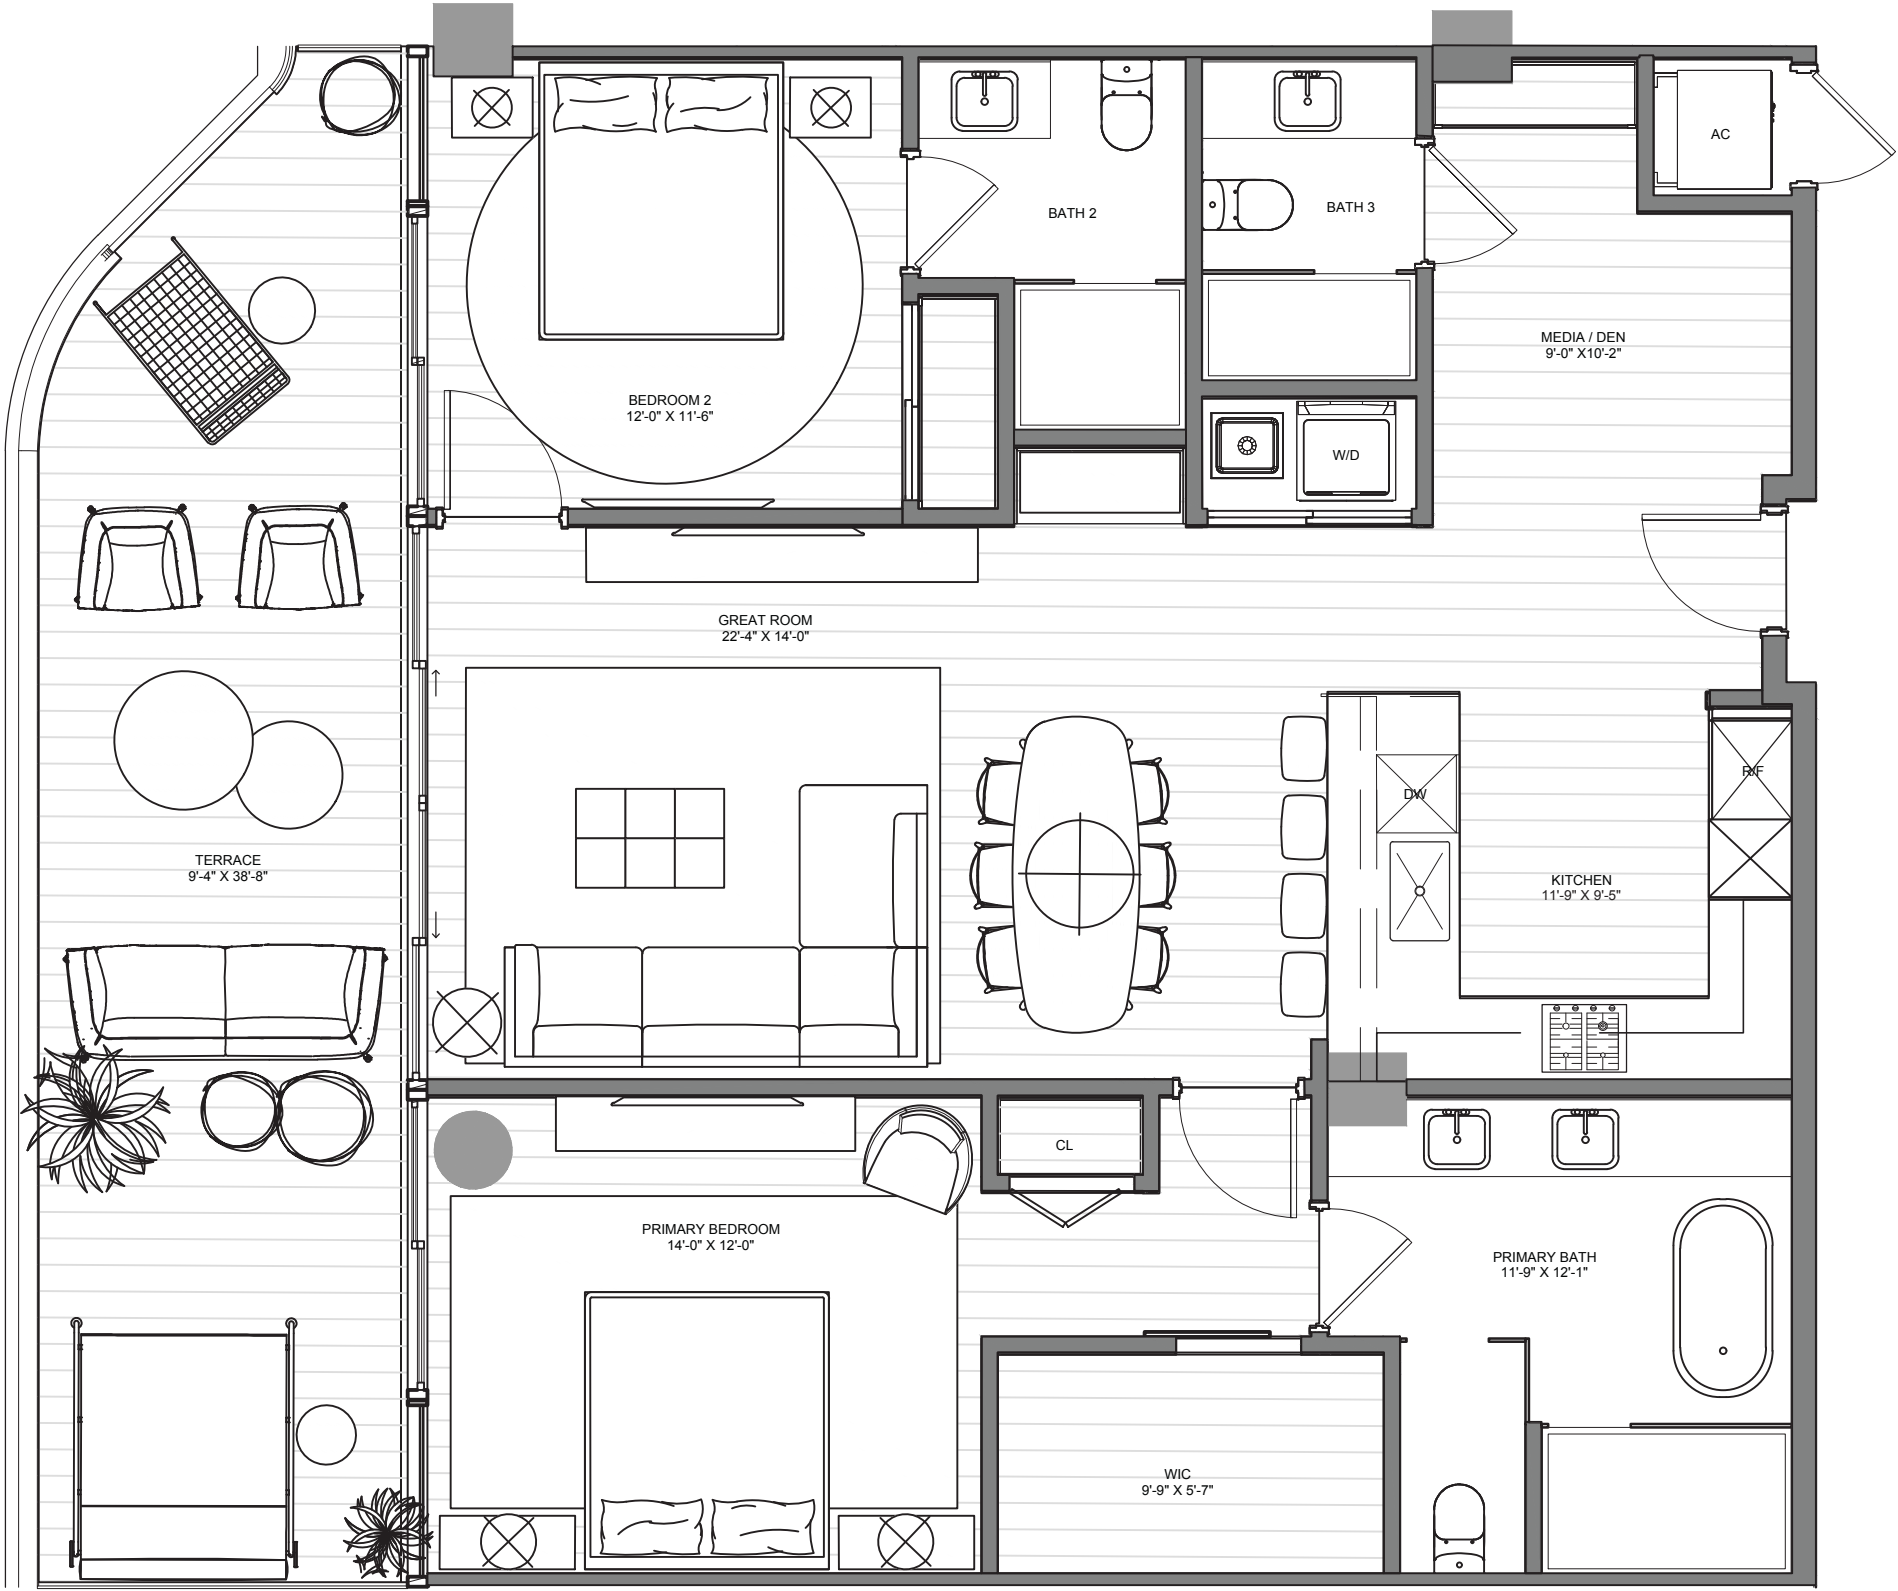 AC
BATH 2
BATH 3
MEDIA / DEN
9'-0" X10'-2"
BEDROOM 2
12'-0" X 11'-6"
W/D
GREAT ROOM
22'-4" X 14'-0"
R/F
DW
TERRACE
9'-4" X 38'-8"
KITCHEN
11'-9" X 9'-5"
CL
PRIMARY BEDROOM
14'-0" X 12'-0"
PRIMARY BATH
11'-9" X 12'-1"
WIC
9'-9" X 5'-7"